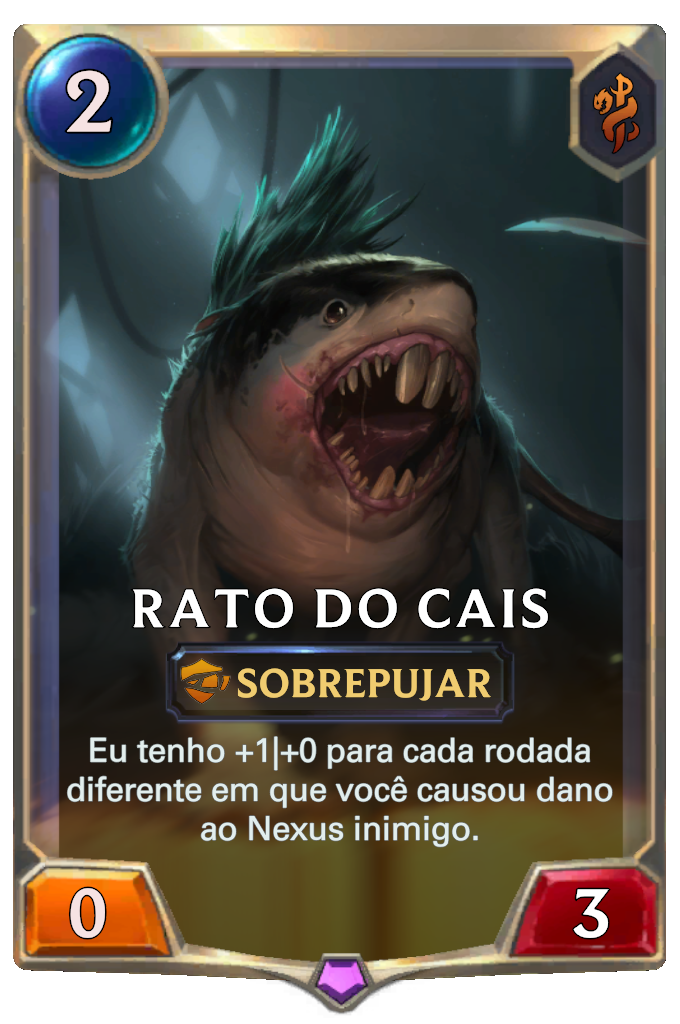 2
RATO DO CAIS
SOBREPUJAR
Eu tenho +1|+0 para cada rodada
diferente em que você causou dano
ao Nexus inimigo.
0
3